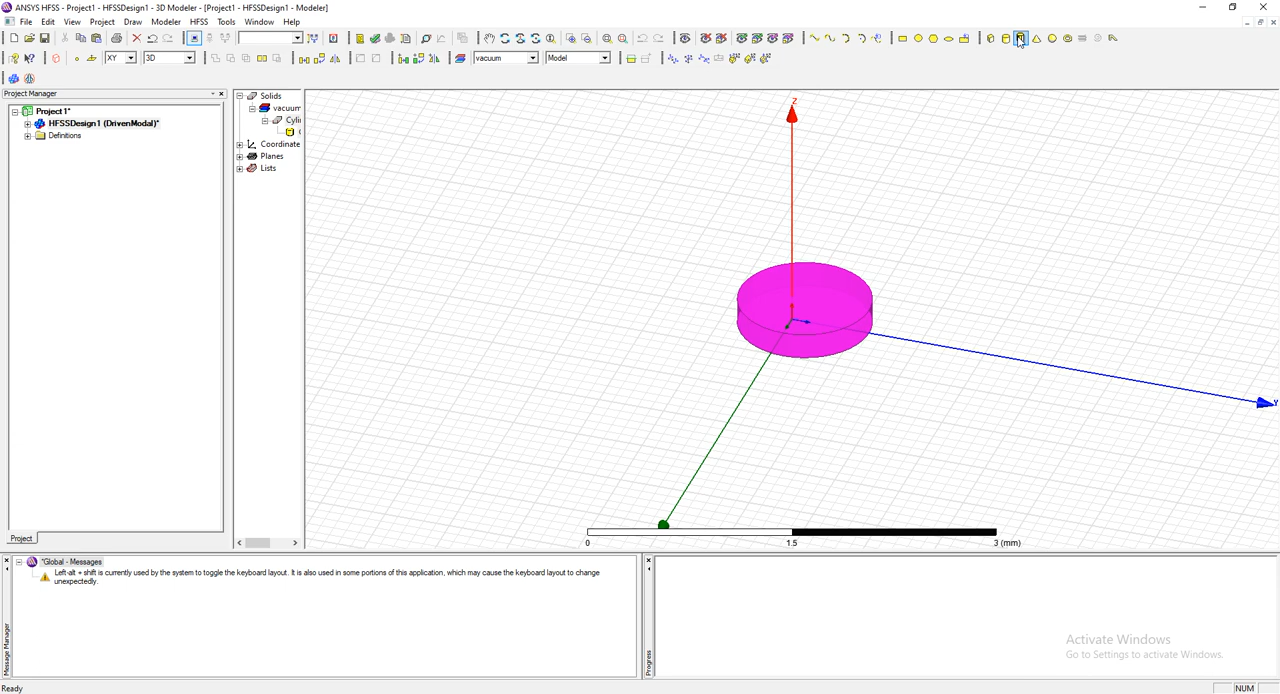 ANSYS HFSS - Project1 - HFSSDesign1 - 3D Modeler - [Project1 - HFSSDesign1 - Modeler]
File Edit View Project Draw Modeler HFSS Tools Window Help
XY 3D vacuum Model
Project Manager
Project1*
HFSSDesign1 (DrivenModal)*
Definitions
Project
Solids
vacuum
Cylin
Coordinate
Planes
Lists
Z
Y
0 1.5 3 (mm)
*Global - Messages
Left-alt + shift is currently used by the system to toggle the keyboard layout. It is also used in some portions of this application, which may cause the keyboard layout to change
unexpectedly.
Message Manager
Progress
Activate Windows
Go to Settings to activate Windows.
Ready
NUM